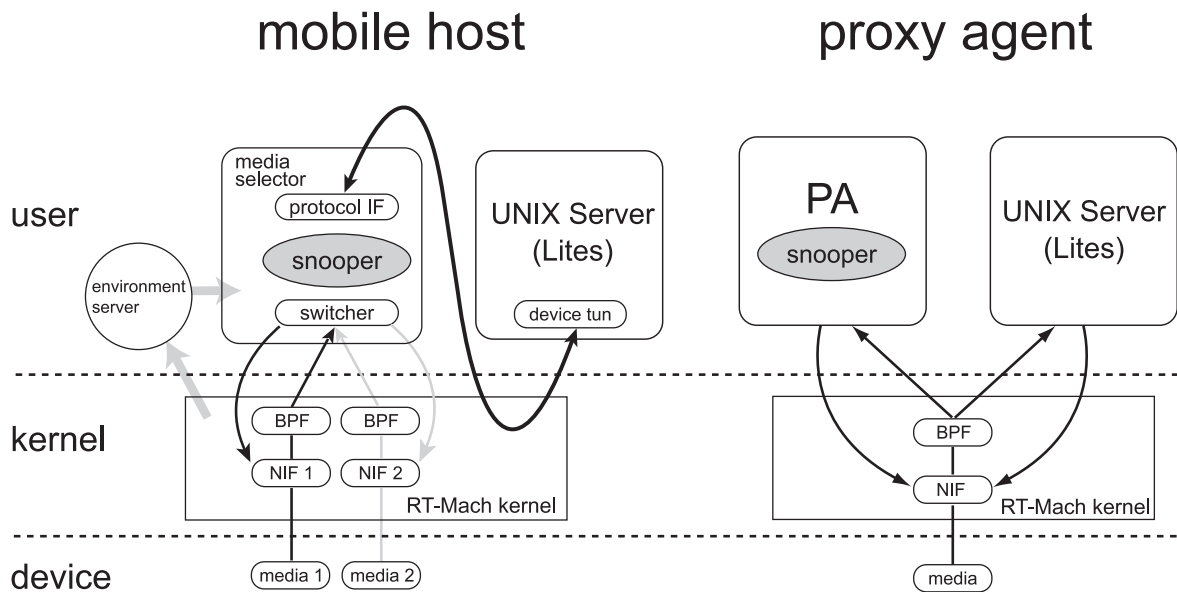 mobile host
proxy agent
user
media
selector
protocol IF
snooper
switcher
environment
server
UNIX Server
(Lites)
device tun
PA
snooper
UNIX Server
(Lites)
kernel
BPF
BPF
NIF 1
NIF 2
RT-Mach kernel
BPF
NIF
RT-Mach kernel
device
media 1
media 2
media